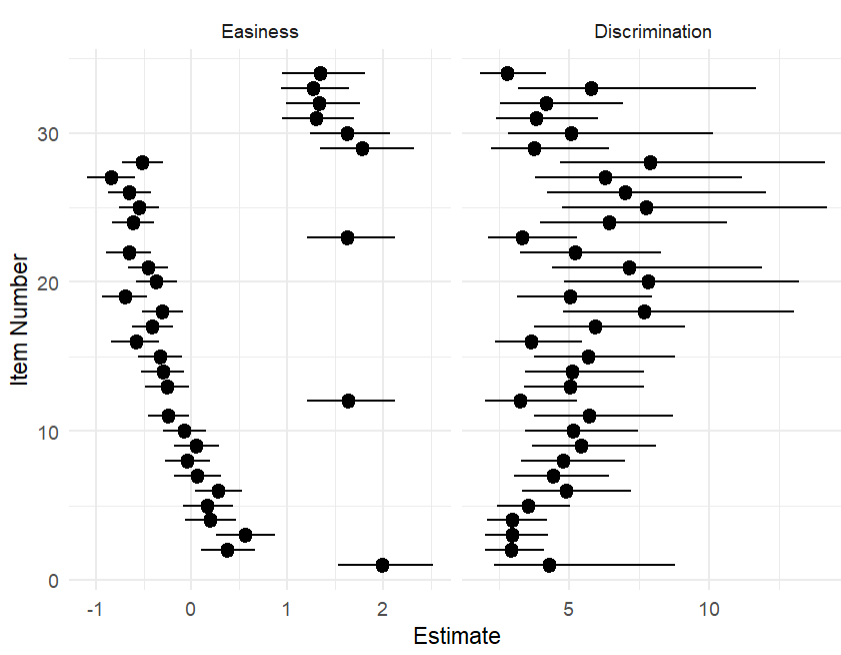 Easiness Discrimination
30
20
10
0
-1 0 1 2 5 10
Item Number
Estimate